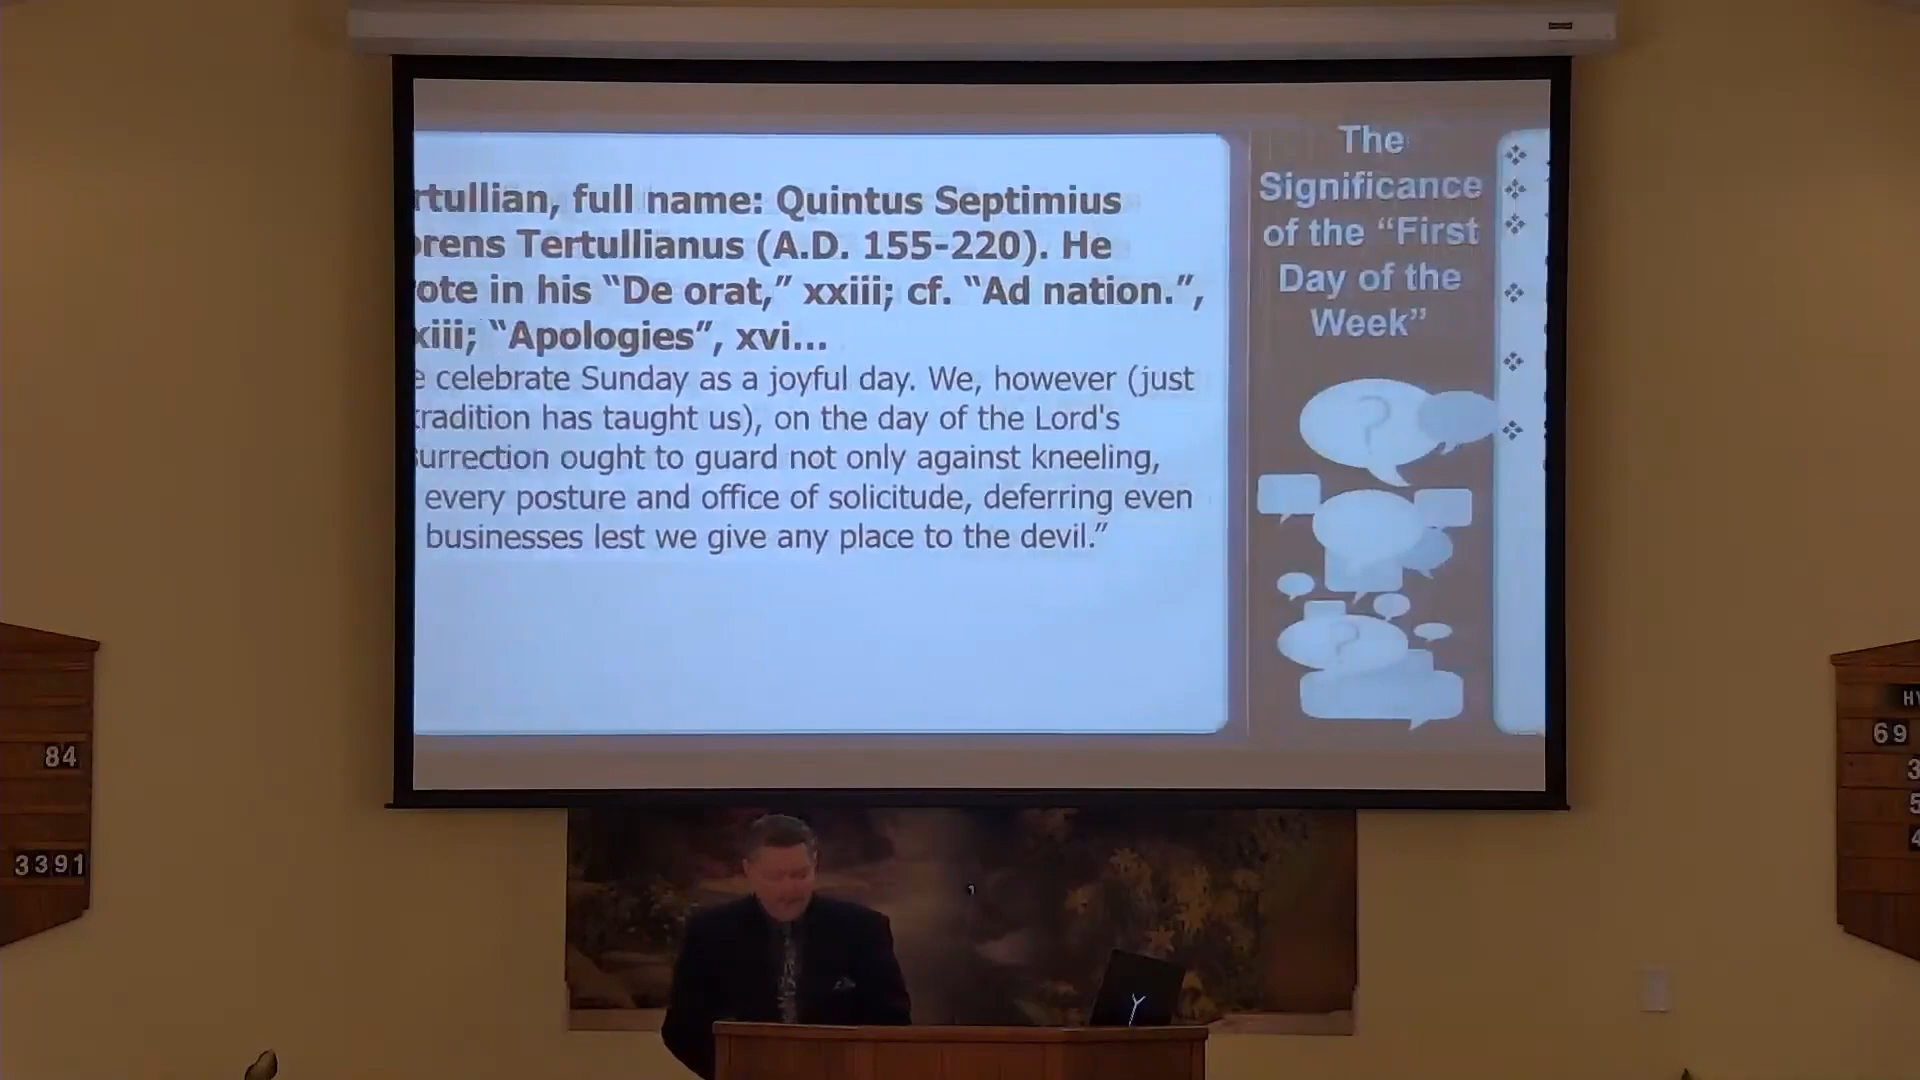 rtullian, full name: Quintus Septimius
orens Tertullianus (A.D. 155-220). He
ote in his “De orat,” xxiii; cf. “Ad nation.”,
xiii; “Apologies”, xvi...
e celebrate Sunday as a joyful day. We, however (just
tradition has taught us), on the day of the Lord's
surrection ought to guard not only against kneeling,
every posture and office of solicitude, deferring even
businesses lest we give any place to the devil.”
The
Significance
of the “First
Day of the
Week”
84
3391
HY
69
3
5
4